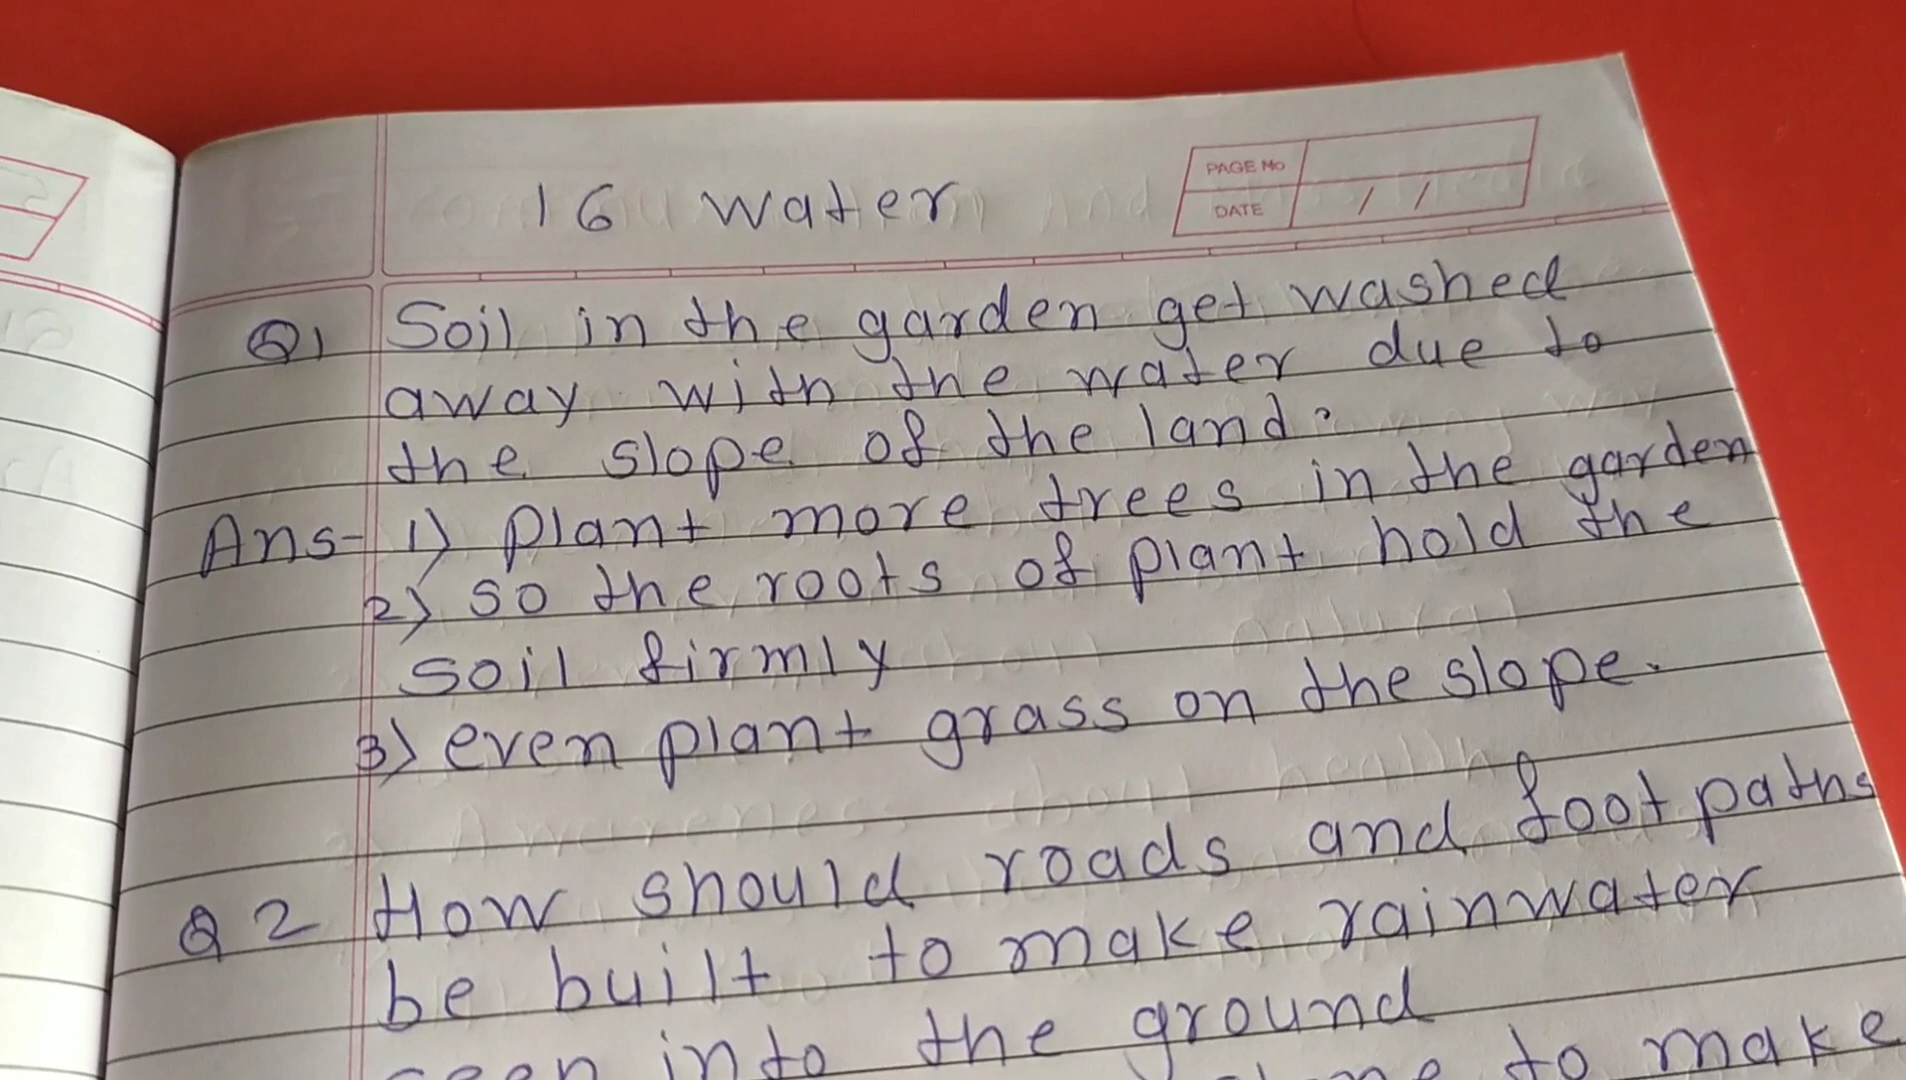 16 water
PAGE No
DATE / /
Q1 Soil in the garden get washed
away with the water due to
the slope of the land?
Ans- 1) plant more trees in the garden
2) so the roots of plant hold the
soil firmly
3) even plant grass on the slope.
Q2 How should roads and foot paths
be built to make rainwater
seep into the ground
to make